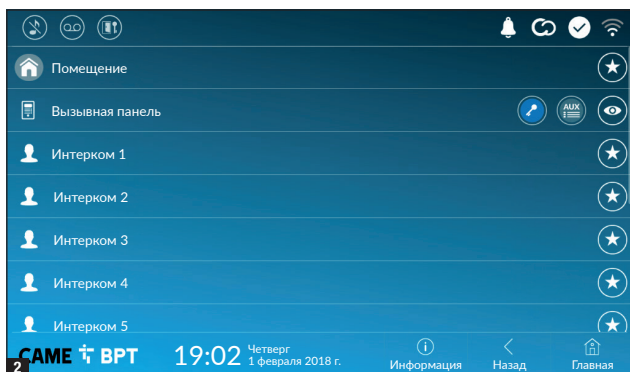 Помещение
Вызывная панель
AUX
Интерком 1
Интерком 2
Интерком 3
Интерком 4
Интерком 5
CAME BPT
19:02
Четверг
1 февраля 2018 г.
Информация
Назад
Главная
2